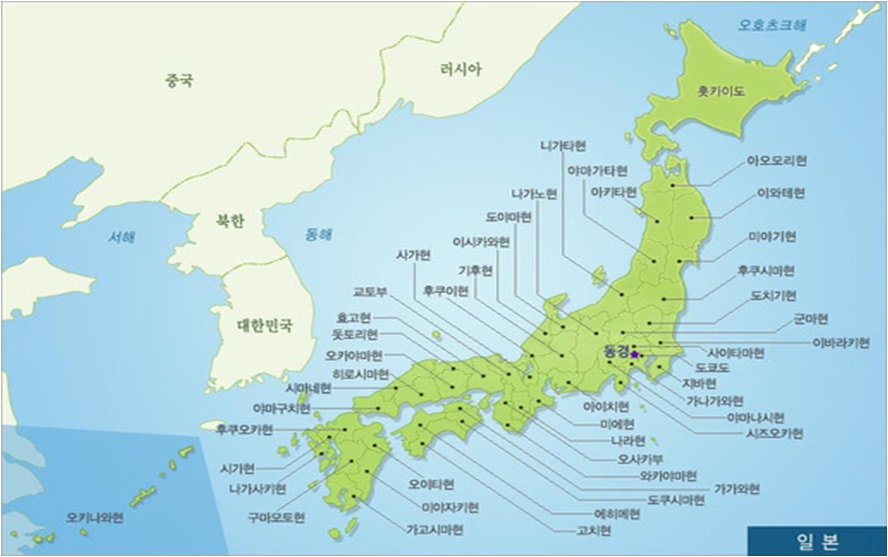 오호츠크해
중국
러시아
홋카이도
니가타현
야마가타현
아오모리현
나가노현
아키타현
이와테현
북한
도야마현
서해
동해
이시카와현
미야기현
사가현
기후현
후쿠시마현
교토부
후쿠이현
도치기현
효고현
군마현
대한민국
돗토리현
이바라키현
오카야마현
동경
사이타마현
도쿄도
히로시마현
지바현
시마네현
가나가와현
야마구치현
아이치현
야마나시현
미에현
후쿠오카현
시즈오카현
나라현
오사카부
시가현
와카야마현
나가사키현
오이타현
가가와현
도쿠시마현
미야자키현
오키나와현
구마모토현
에히메현
가고시마현
고치현
일 본